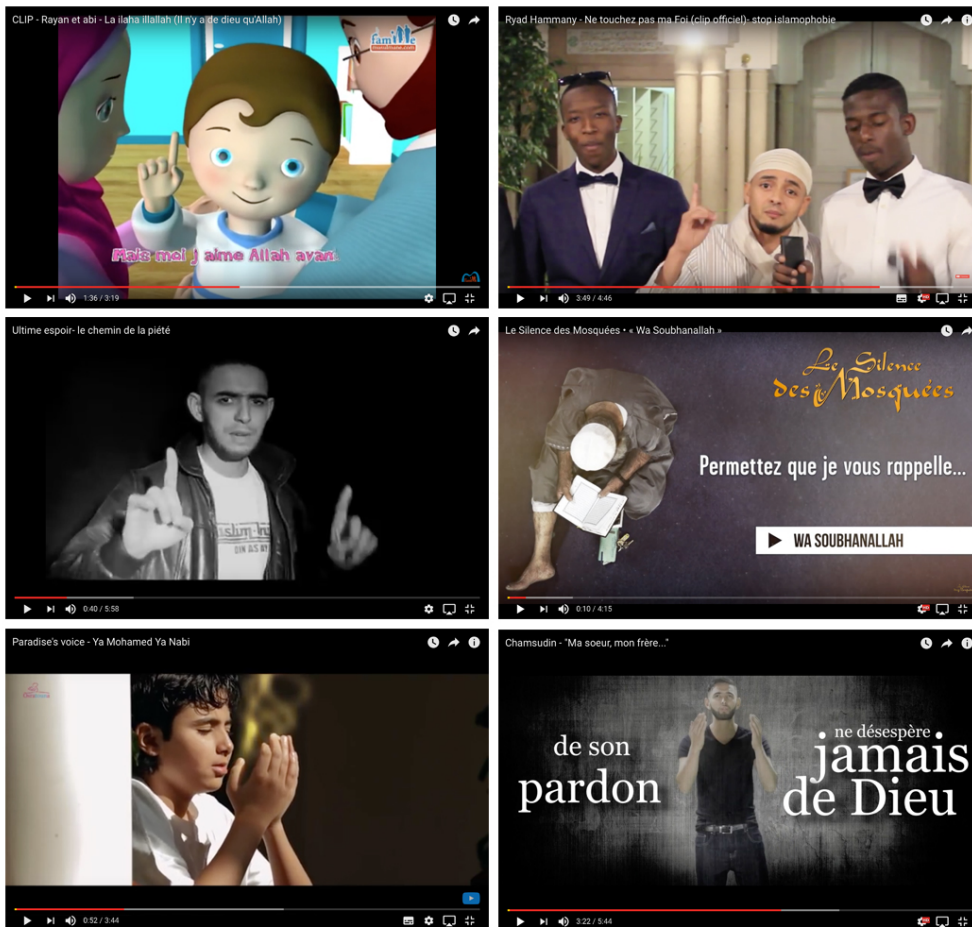 CLIP - Rayan et abi - La ilaha illallah (Il n'y a de dieu qu'Allah)
famille
musulmane.com
Mais moi j aime Allah avan
1:36 / 3:19
Ryad Hammany - Ne touchez pas ma Foi (clip officiel)- stop islamophobie
3:49 / 4:46
Ultime espoir- le chemin de la piété
0:40 / 5:58
Le Silence des Mosquées • « Wa Soubhanallah »
Le Silence
des Mosquées
Permettez que je vous rappelle...
WA SOUBHANALLAH
0:10 / 4:15
Paradise's voice - Ya Mohamed Ya Nabi
0:52 / 3:44
Chamsudin - "Ma soeur, mon frère..."
de son
pardon
ne désespère
jamais
de Dieu
3:22 / 5:44